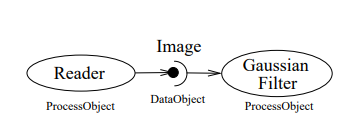 Image
Reader
Gaussian
Filter
ProcessObject
DataObject
ProcessObject